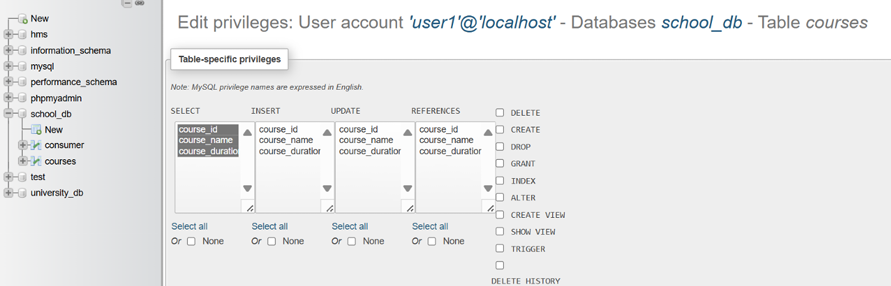 New
hms
information_schema
mysql
performance_schema
phpmyadmin
school_db
New
consumer
courses
test
university_db
Edit privileges: User account 'user1'@'localhost' - Databases school_db - Table courses
Table-specific privileges
Note: MySQL privilege names are expressed in English.
SELECT INSERT UPDATE REFERENCES
course_id course_id course_id course_id
course_name course_name course_name course_name
course_duration course_duration course_duration course_duration
Select all Select all Select all Select all
Or None Or None Or None Or None
DELETE
CREATE
DROP
GRANT
INDEX
ALTER
CREATE VIEW
SHOW VIEW
TRIGGER
DELETE HISTORY